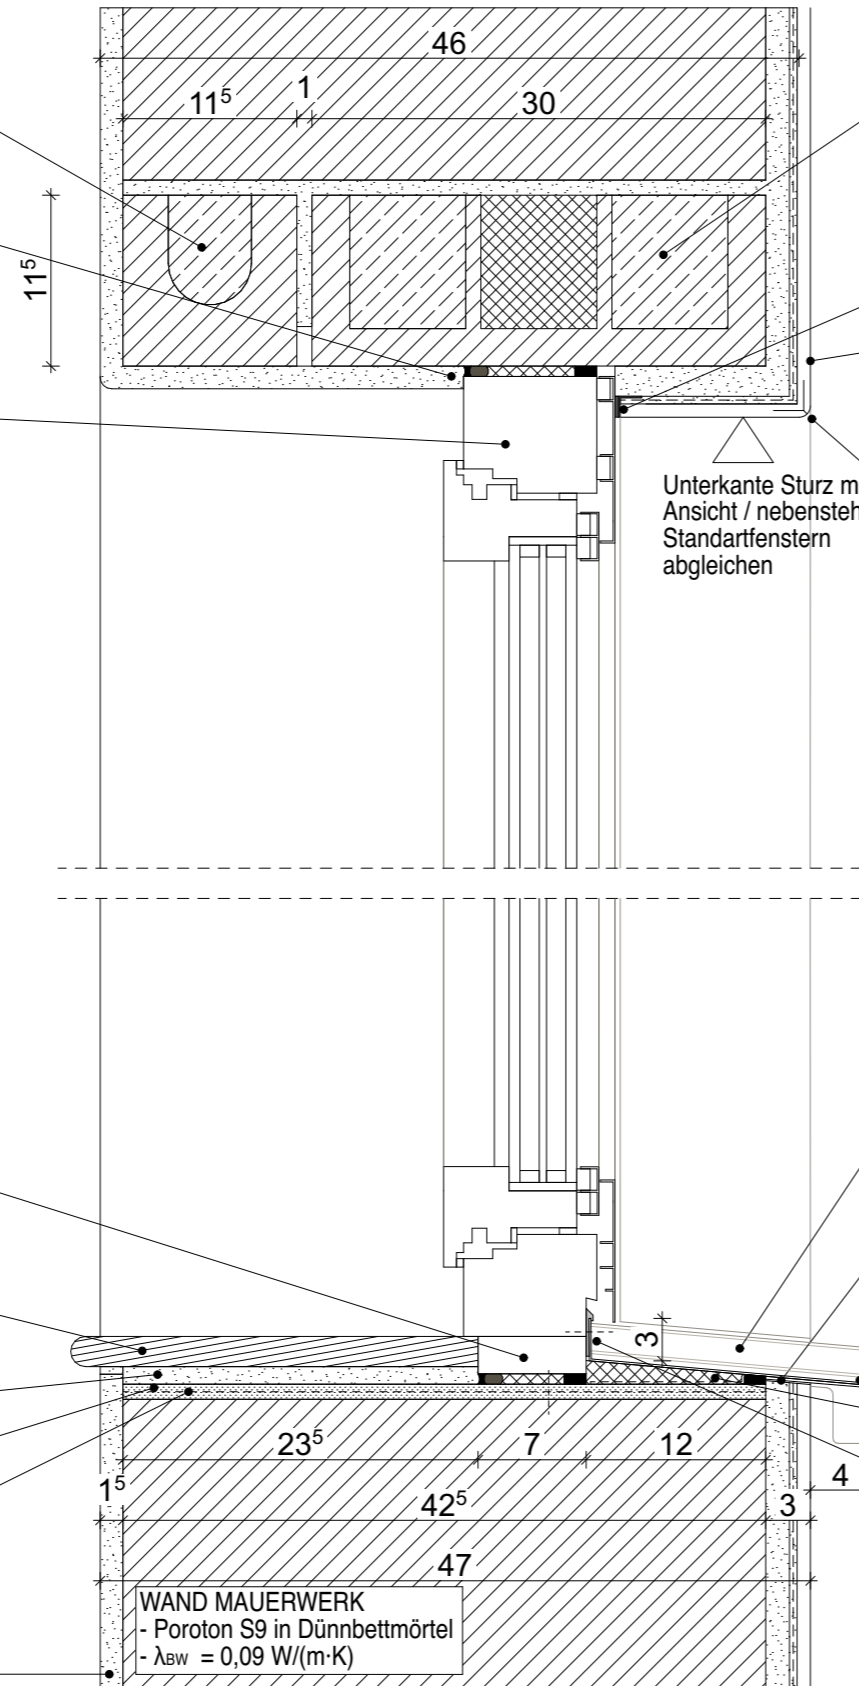 46
11⁵
1
30
11⁵
Unterkante Sturz m
Ansicht / nebensteh
Standartfenstern
abgleichen
3
23⁵
7
12
4
1⁵
42⁵
3
47
WAND MAUERWERK
- Poroton S9 in Dünnbettmörtel
- λBW = 0,09 W/(m·K)